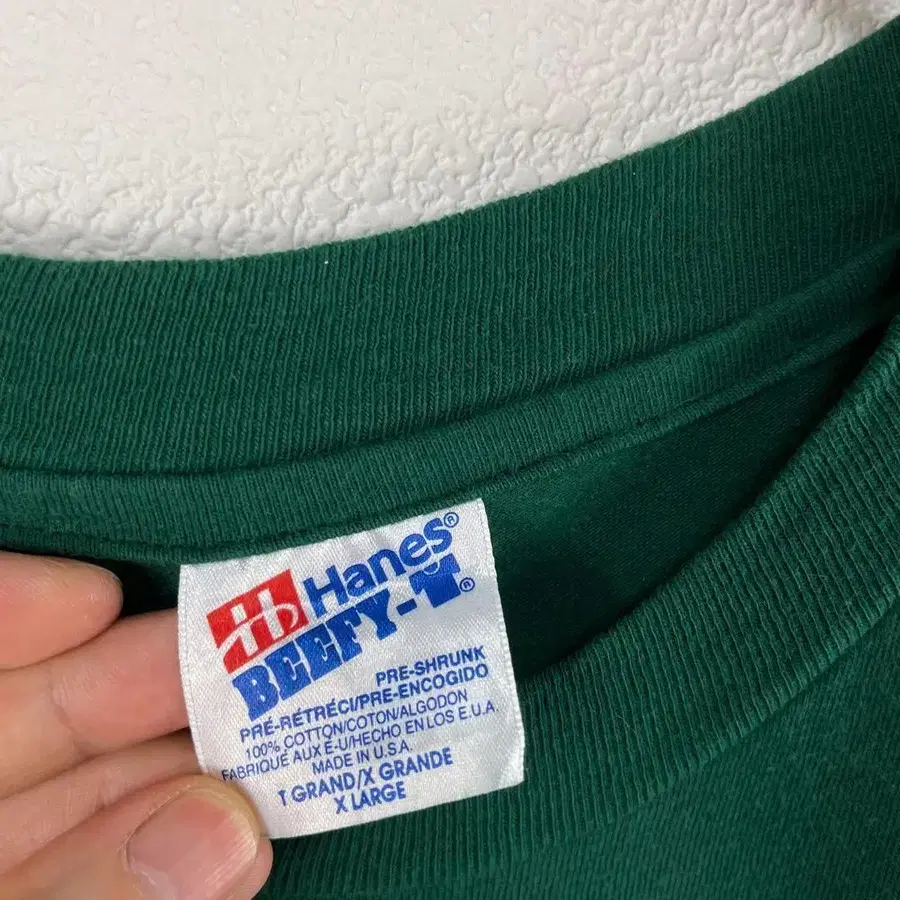 Hanes®
BEEFY-T®
PRE-SHRUNK
PRÉ-RÉTRÉCI/PRE-ENCOGIDO
100% COTTON/COTON/ALGODON
FABRIQUÉ AUX É-U/HECHO EN LOS E.U.A.
MADE IN U.S.A.
T GRAND/X GRANDE
X LARGE